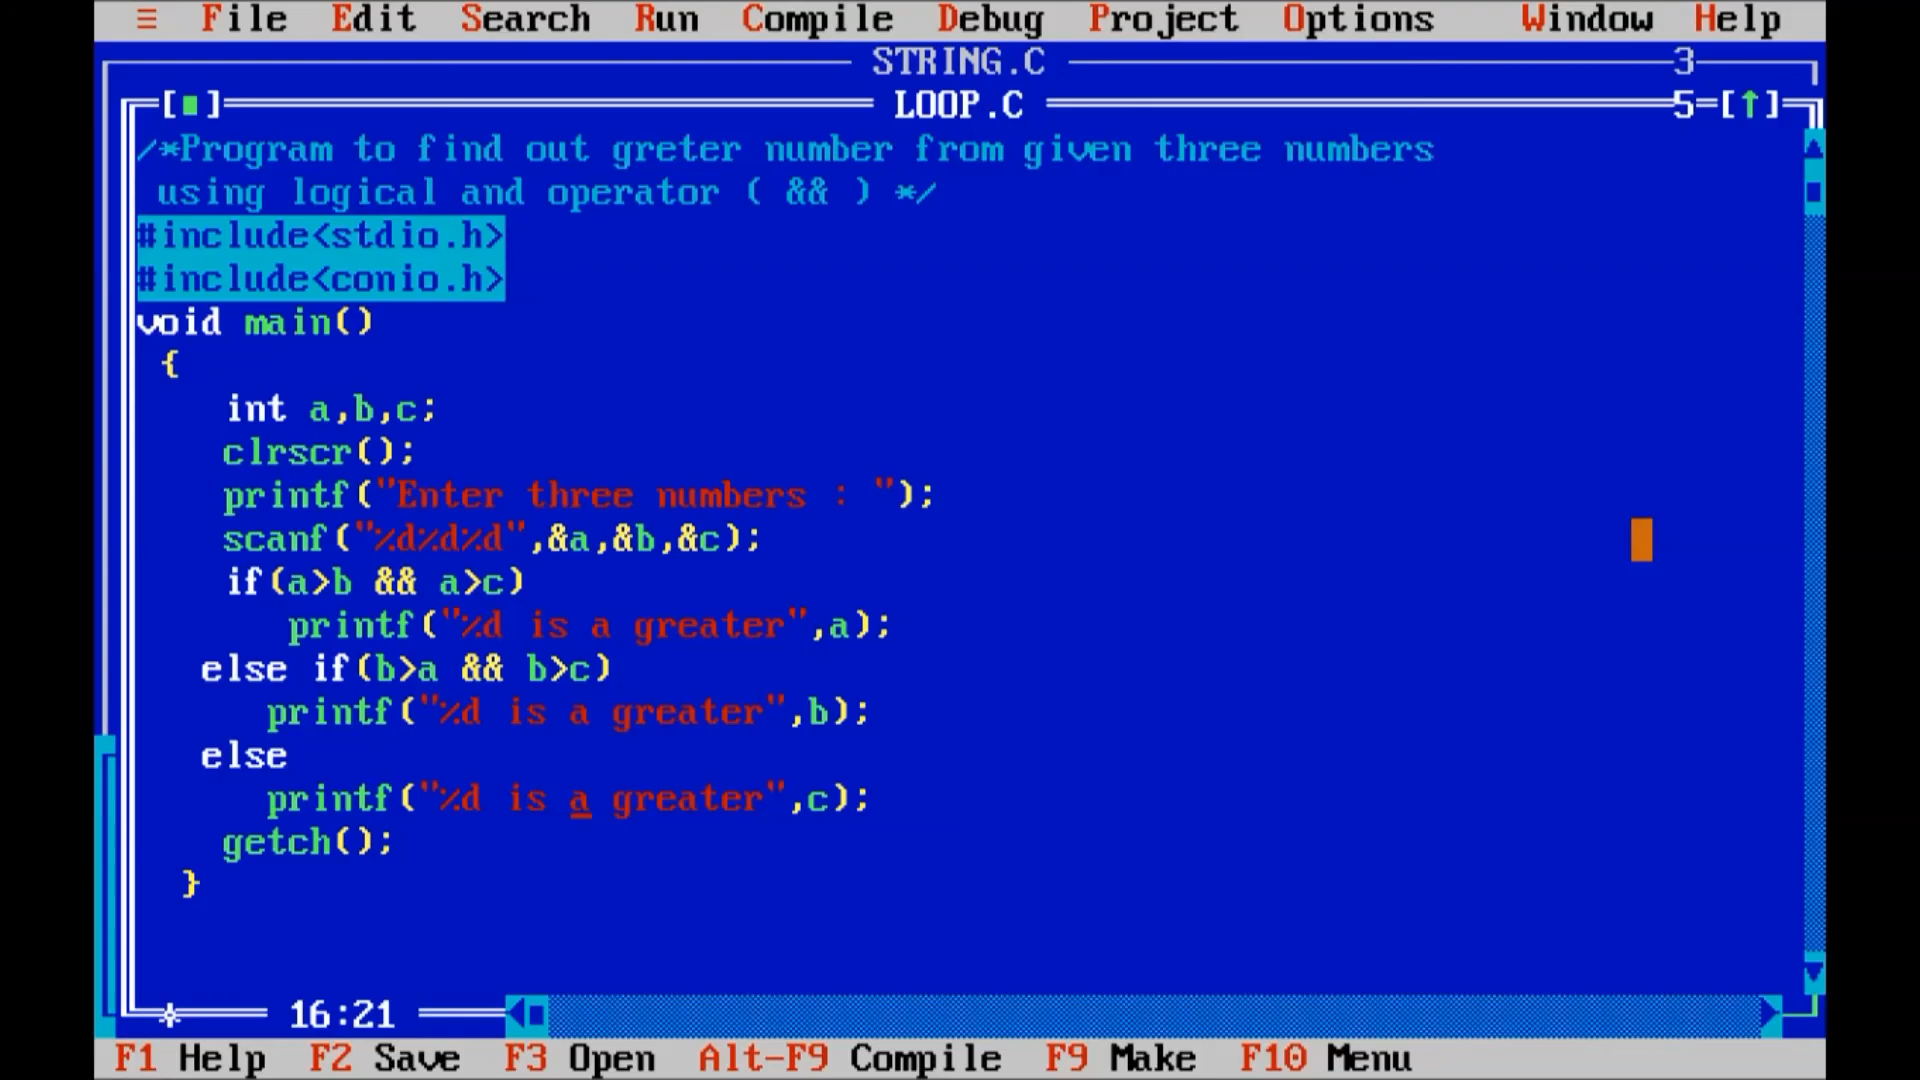 ≡ File Edit Search Run Compile Debug Project Options Window Help
STRING.C 3
[■] LOOP.C 5=[↑]
/*Program to find out greter number from given three numbers
using logical and operator ( && ) */
#include<stdio.h>
#include<conio.h>
void main()
{
int a,b,c;
clrscr();
printf("Enter three numbers : ");
scanf("%d%d%d",&a,&b,&c);
if(a>b && a>c)
printf("%d is a greater",a);
else if(b>a && b>c)
printf("%d is a greater",b);
else
printf("%d is a greater",c);
getch();
}
16:21
F1 Help F2 Save F3 Open Alt-F9 Compile F9 Make F10 Menu